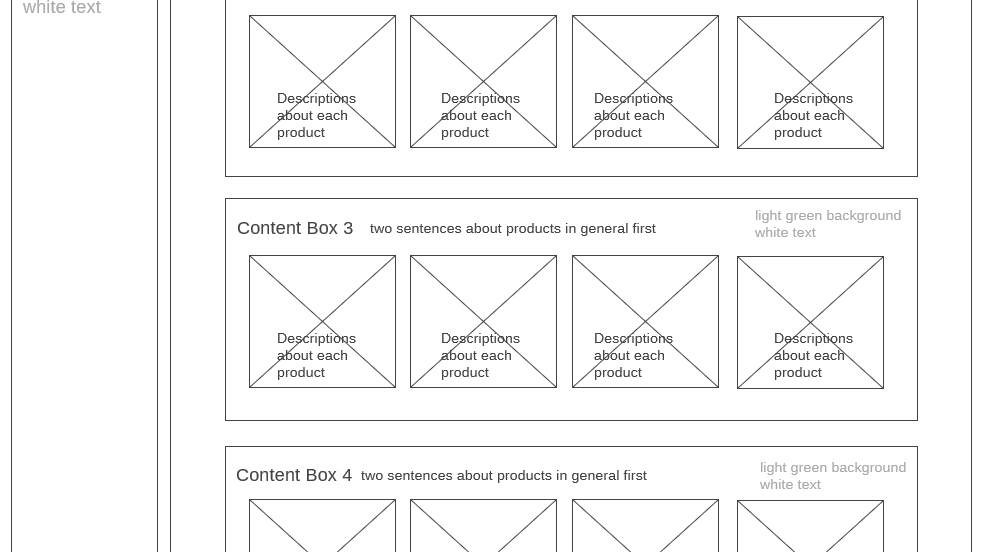 white text
Descriptions
about each
product
Descriptions
about each
product
Descriptions
about each
product
Descriptions
about each
product
Content Box 3 two sentences about products in general first
light green background
white text
Descriptions
about each
product
Descriptions
about each
product
Descriptions
about each
product
Descriptions
about each
product
Content Box 4 two sentences about products in general first
light green background
white text